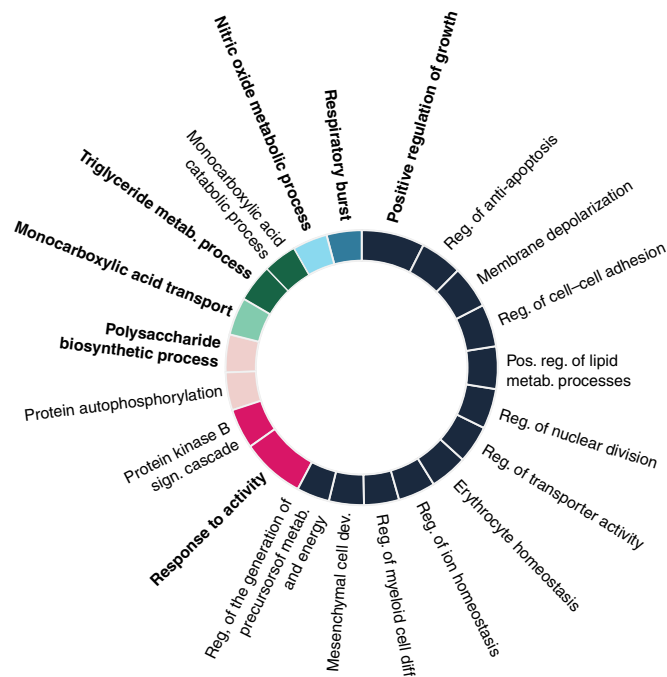 Positive regulation of growth
Reg. of anti-apoptosis
Membrane depolarization
Reg. of cell–cell adhesion
Pos. reg. of lipid
metab. processes
Reg. of nuclear division
Reg. of transporter activity
Erythrocyte homeostasis
Reg. of ion homeostasis
Reg. of myeloid cell diff
Mesenchymal cell dev.
Reg. of the generation of
precursorsof metab.
and energy
Response to activity
Protein kinase B
sign. cascade
Protein autophosphorylation
Polysaccharide
biosynthetic process
Monocarboxylic acid transport
Triglyceride metab. process
Monocarboxylic acid
catabolic process
Nitric oxide metabolic process
Respiratory burst